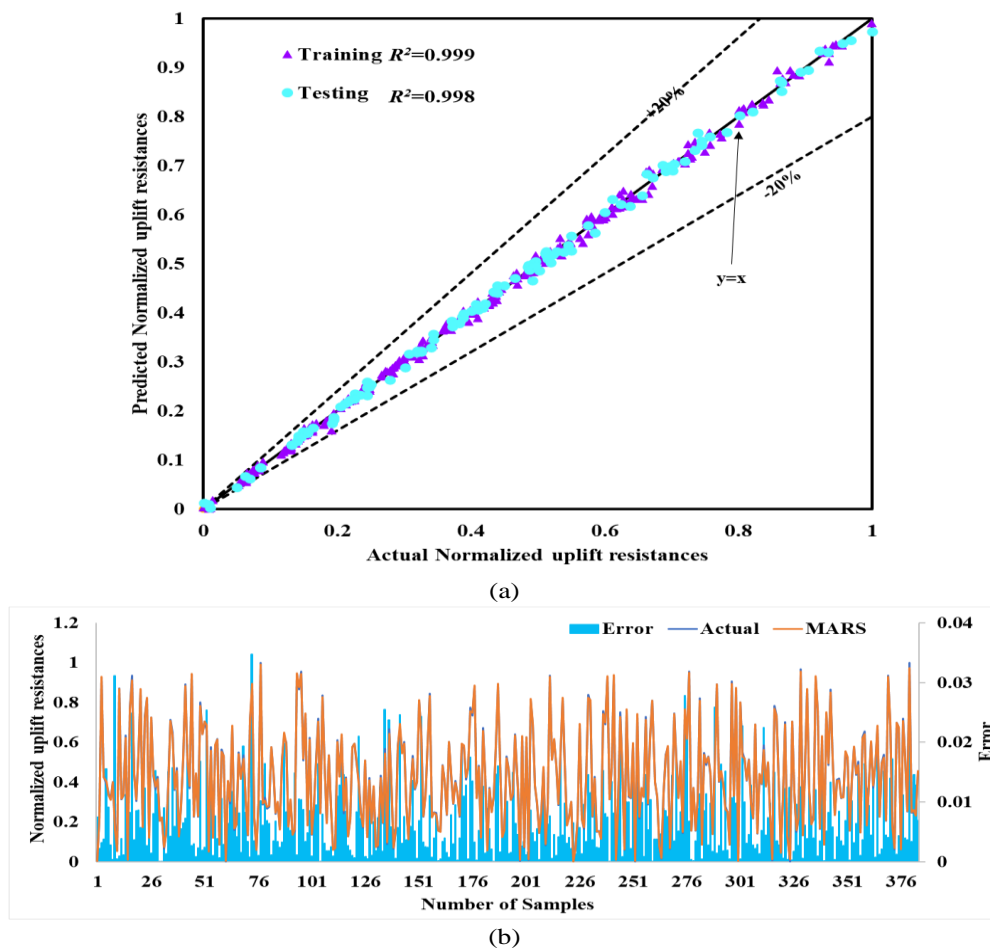 1
0.9
0.8
0.7
0.6
0.5
0.4
0.3
0.2
0.1
0
Predicted Normalized uplift resistances
Training R²=0.999
Testing R²=0.998
+20%
-20%
y=x
0 0.2 0.4 0.6 0.8 1
Actual Normalized uplift resistances
(a)
Error Actual MARS
1.2
1
0.8
0.6
0.4
0.2
0
Normalized uplift resistances
0.04
0.03
0.02
0.01
0
Error
1 26 51 76 101 126 151 176 201 226 251 276 301 326 351 376
Number of Samples
(b)